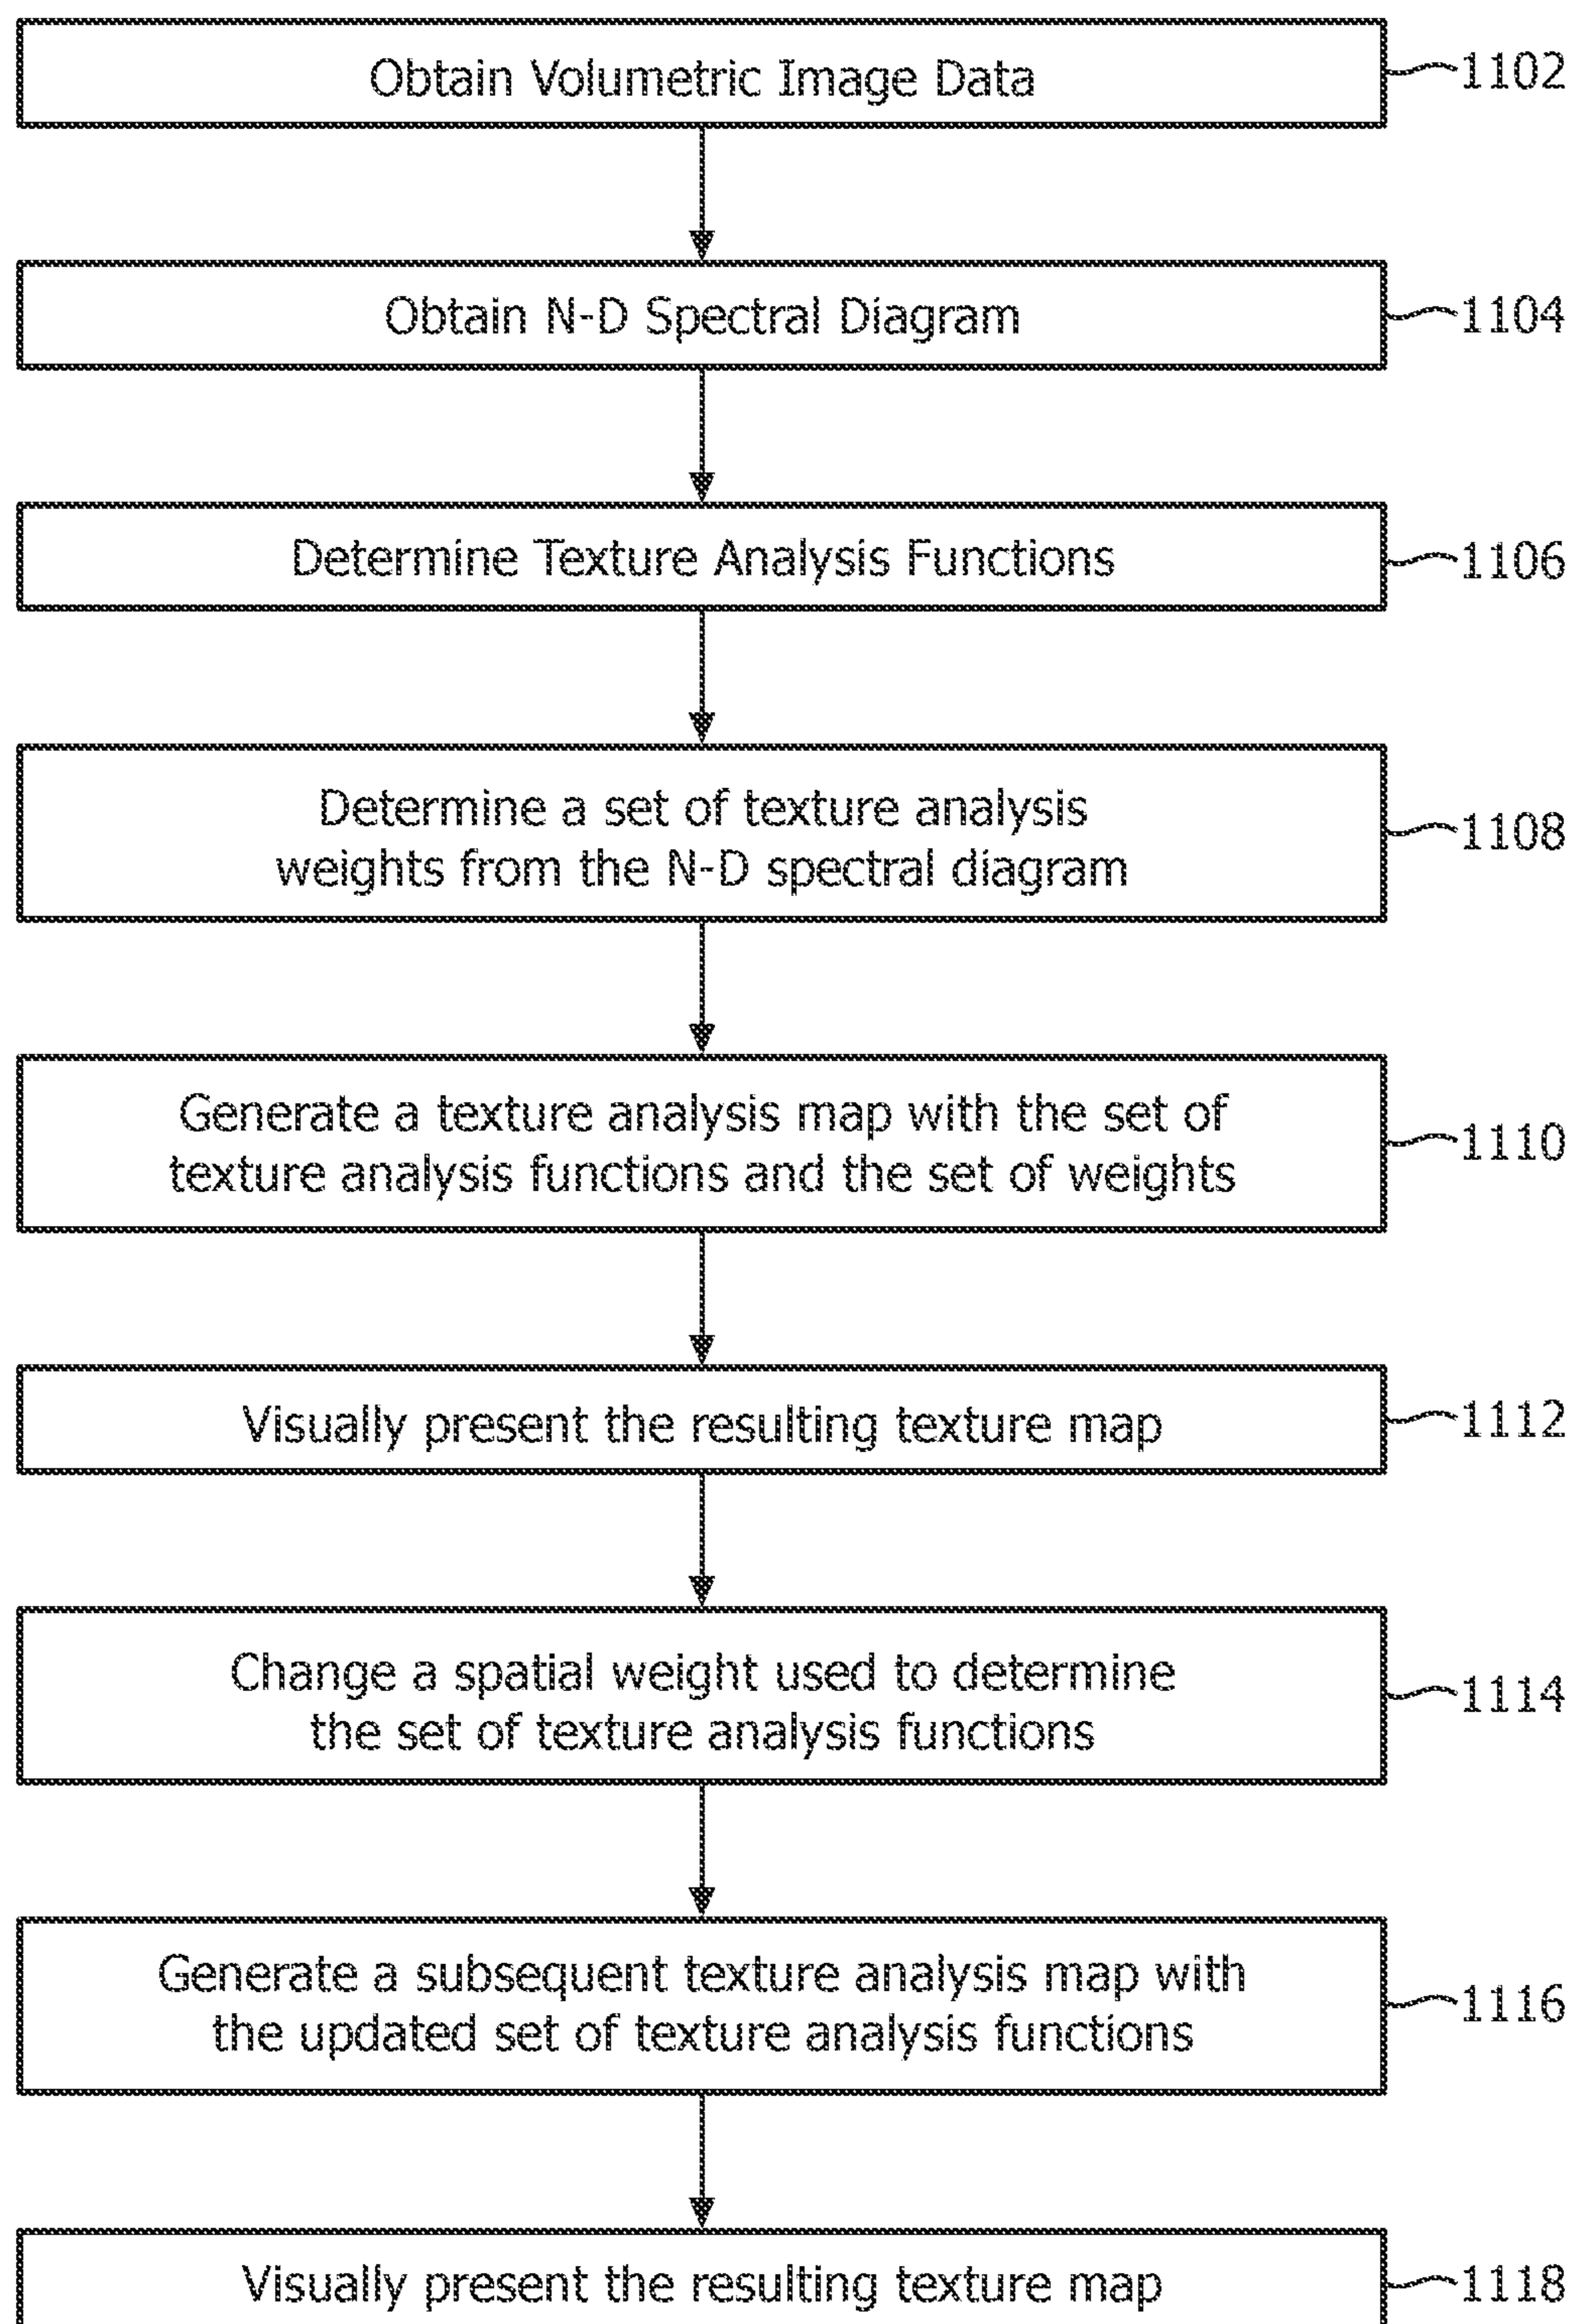 Obtain Volumetric Image Data
1102
Obtain N-D Spectral Diagram
1104
Determine Texture Analysis Functions
1106
Determine a set of texture analysis
weights from the N-D spectral diagram
1108
Generate a texture analysis map with the set of
texture analysis functions and the set of weights
1110
Visually present the resulting texture map
1112
Change a spatial weight used to determine
the set of texture analysis functions
1114
Generate a subsequent texture analysis map with
the updated set of texture analysis functions
1116
Visually present the resulting texture map
1118